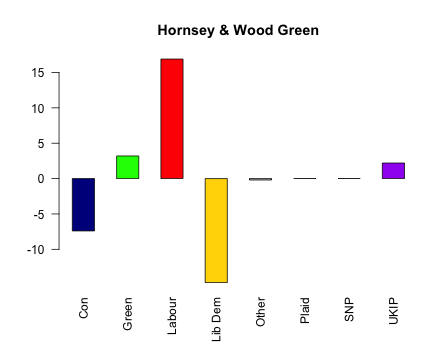 Hornsey & Wood Green
15
10
5
0
-5
-10
Con
Green
Labour
Lib Dem
Other
Plaid
SNP
UKIP